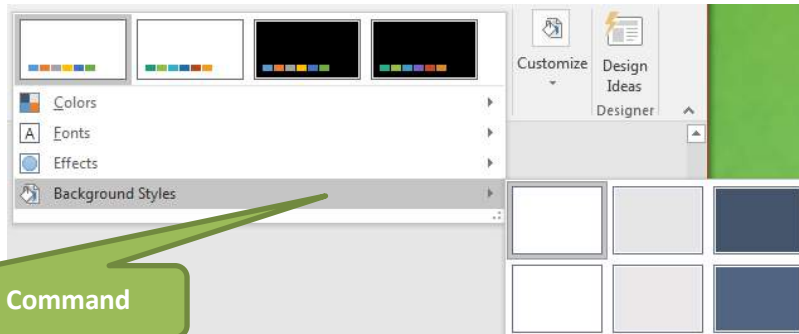 Customize
Design
Ideas
Designer
Colors
A
Fonts
Effects
Background Styles
Command